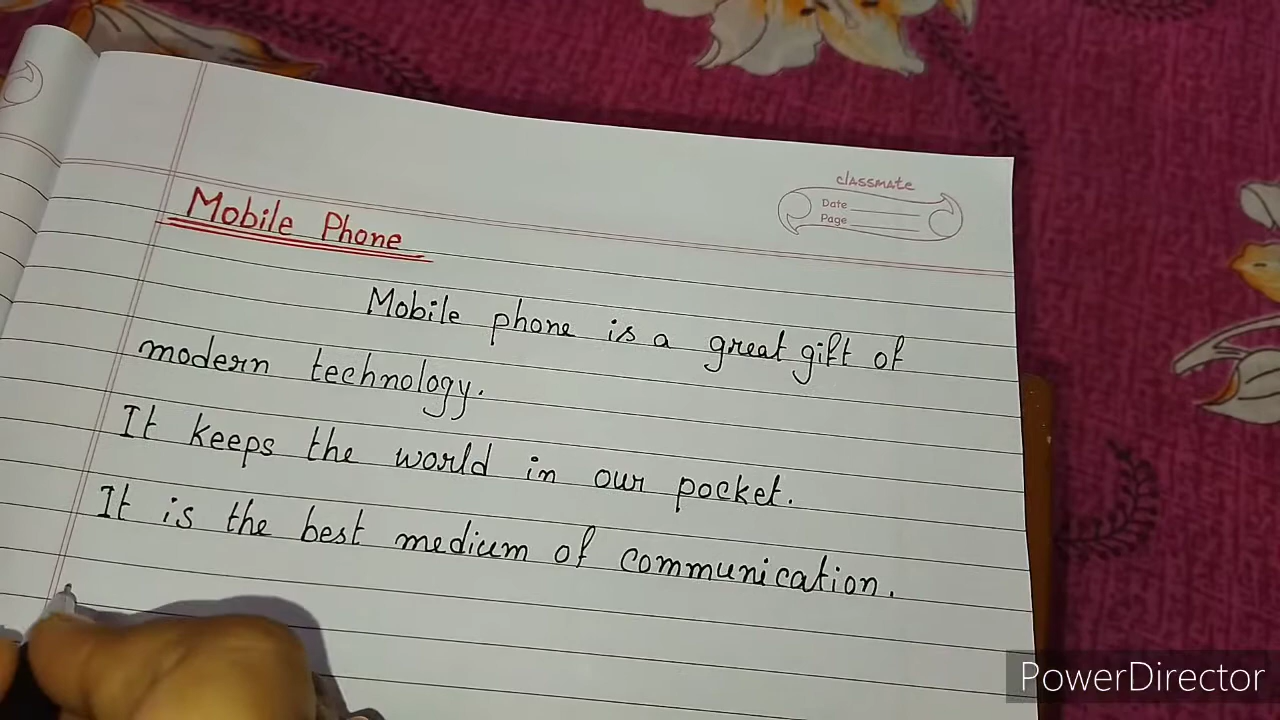 classmate
Date
Page
Mobile Phone
Mobile phone is a great gift of
modern technology.
It keeps the world in our pocket.
It is the best medium of communication.
PowerDirector